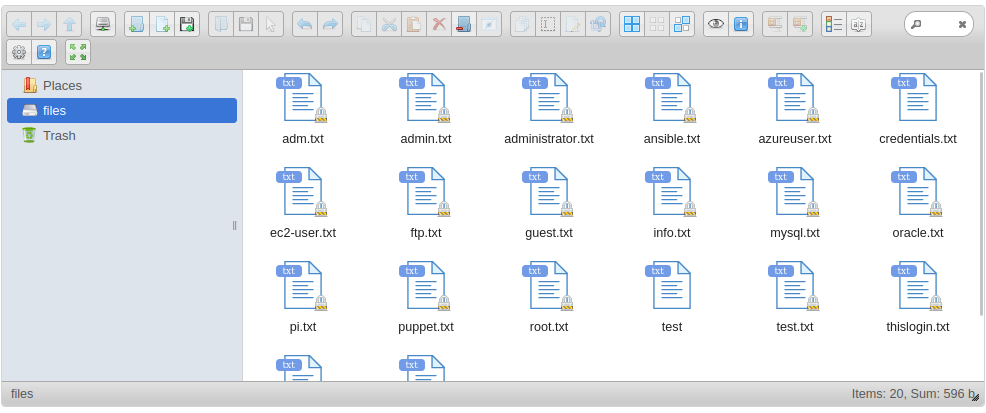 Places
files
Trash
txt txt txt txt txt txt
adm.txt admin.txt administrator.txt ansible.txt azureuser.txt credentials.txt
txt txt txt txt txt txt
ec2-user.txt ftp.txt guest.txt info.txt mysql.txt oracle.txt
txt txt txt txt txt txt
pi.txt puppet.txt root.txt test test.txt thislogin.txt
txt txt
files Items: 20, Sum: 596 b